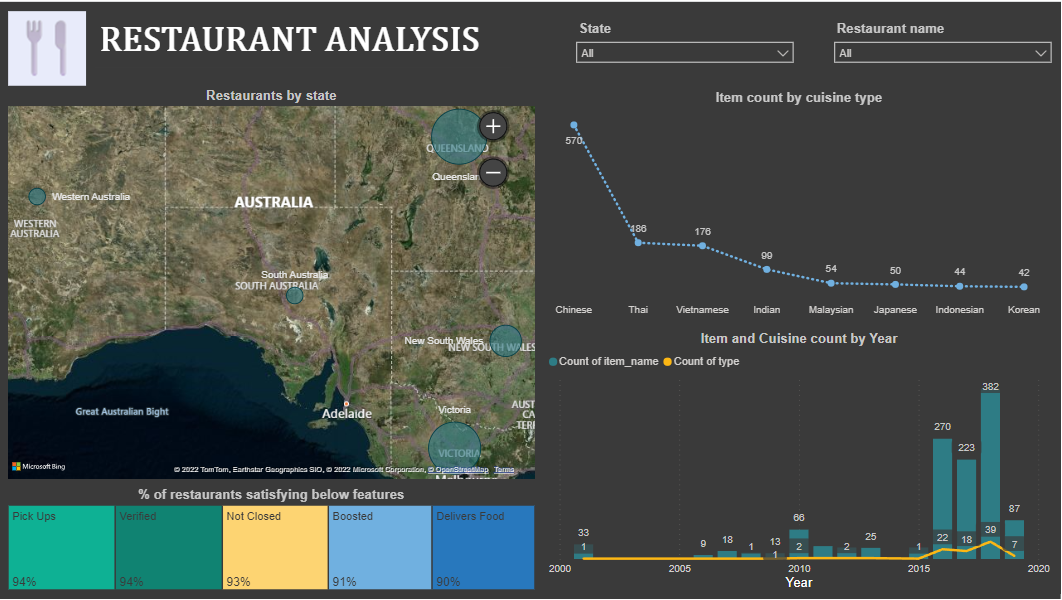 RESTAURANT ANALYSIS
State
All
Restaurant name
All
Restaurants by state
QUEENSLAND
Queenslan
Western Australia
WESTERN
AUSTRALIA
AUSTRALIA
South Australia
SOUTH AUSTRALIA
New South Wales
NEW SOUTH WALES
Great Australian Bight
Adelaide
Victoria
VICTORIA
AUST
CA
TERI
Microsoft Bing
© 2022 TomTom, Earthstar Geographics SIO, © 2022 Microsoft Corporation, © OpenStreetMap Terms
% of restaurants satisfying below features
Pick Ups
94%
Verified
94%
Not Closed
93%
Boosted
91%
Delivers Food
90%
Item count by cuisine type
570
186
176
99
54
50
44
42
Chinese Thai Vietnamese Indian Malaysian Japanese Indonesian Korean
Item and Cuisine count by Year
Count of item_name Count of type
382
270
223
87
66
33
9 18 1 13 25
1 1 2 2 1 22 18 39 7
2000 2005 2010 2015 2020
Year